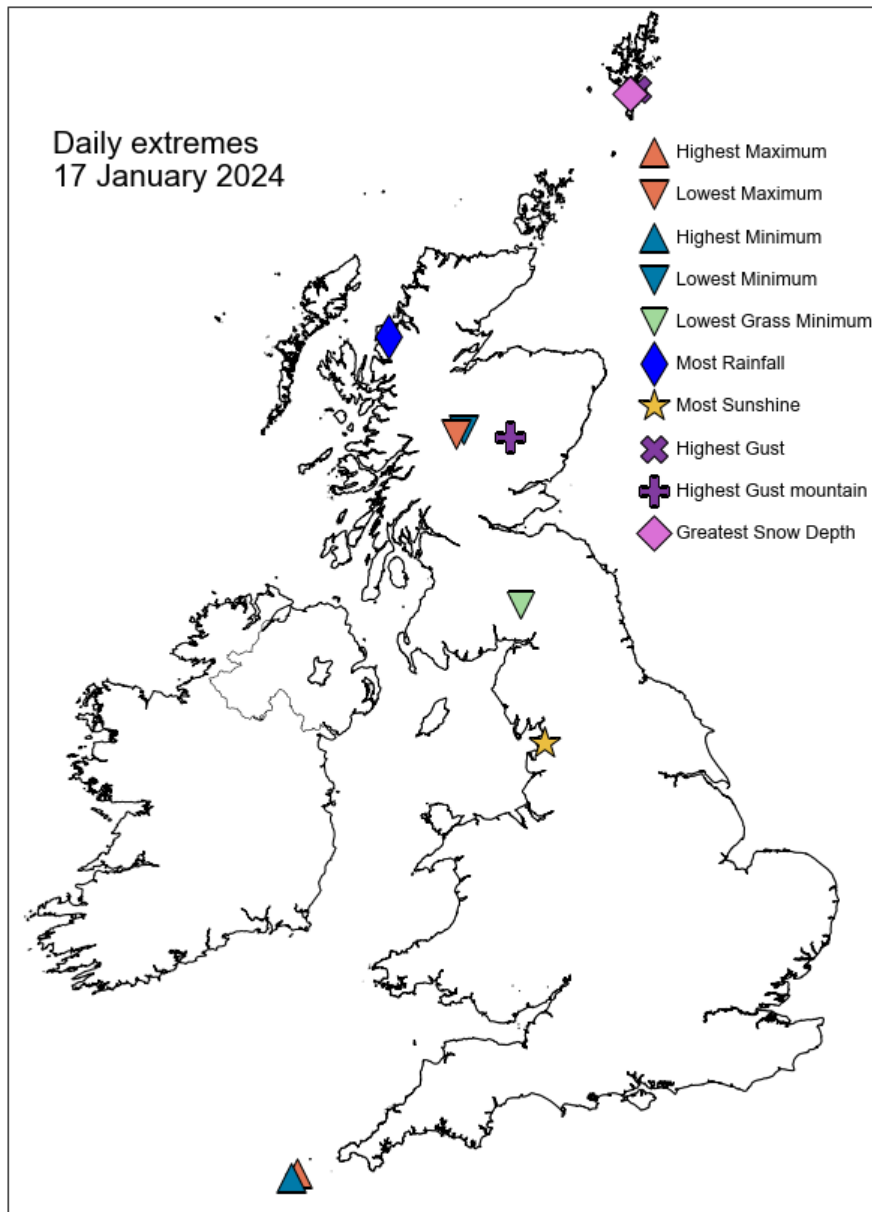 Daily extremes
17 January 2024
Highest Maximum
Lowest Maximum
Highest Minimum
Lowest Minimum
Lowest Grass Minimum
Most Rainfall
Most Sunshine
Highest Gust
Highest Gust mountain
Greatest Snow Depth